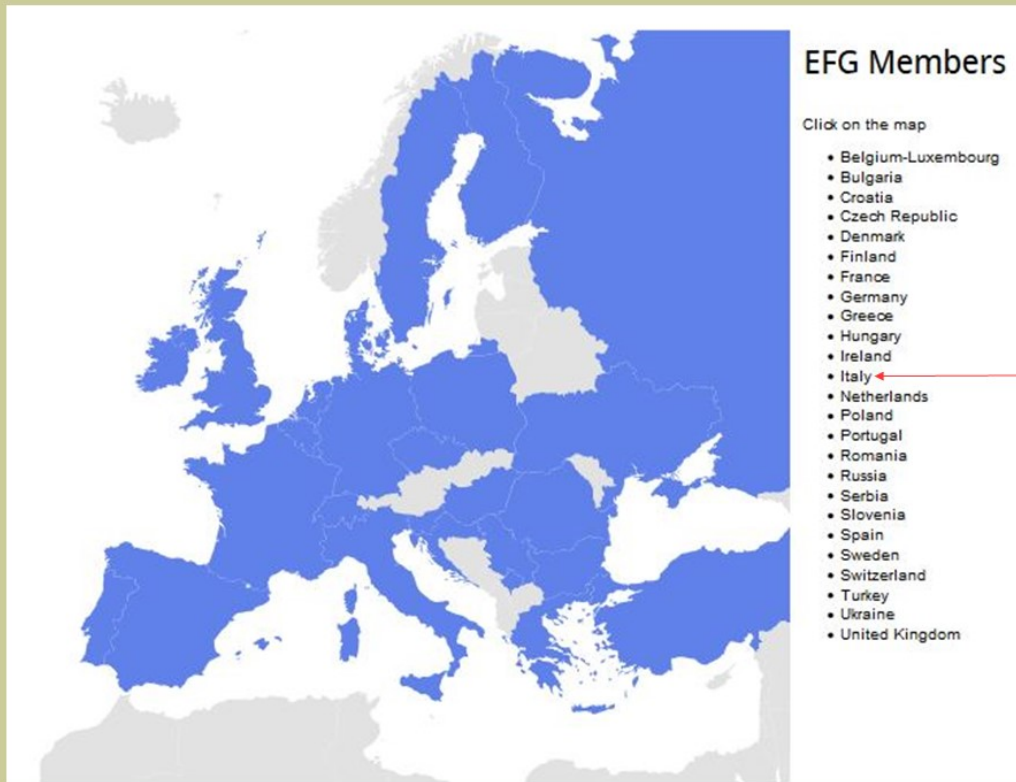 EFG Members
Click on the map
• Belgium-Luxembourg
• Bulgaria
• Croatia
• Czech Republic
• Denmark
• Finland
• France
• Germany
• Greece
• Hungary
• Ireland
• Italy
• Netherlands
• Poland
• Portugal
• Romania
• Russia
• Serbia
• Slovenia
• Spain
• Sweden
• Switzerland
• Turkey
• Ukraine
• United Kingdom